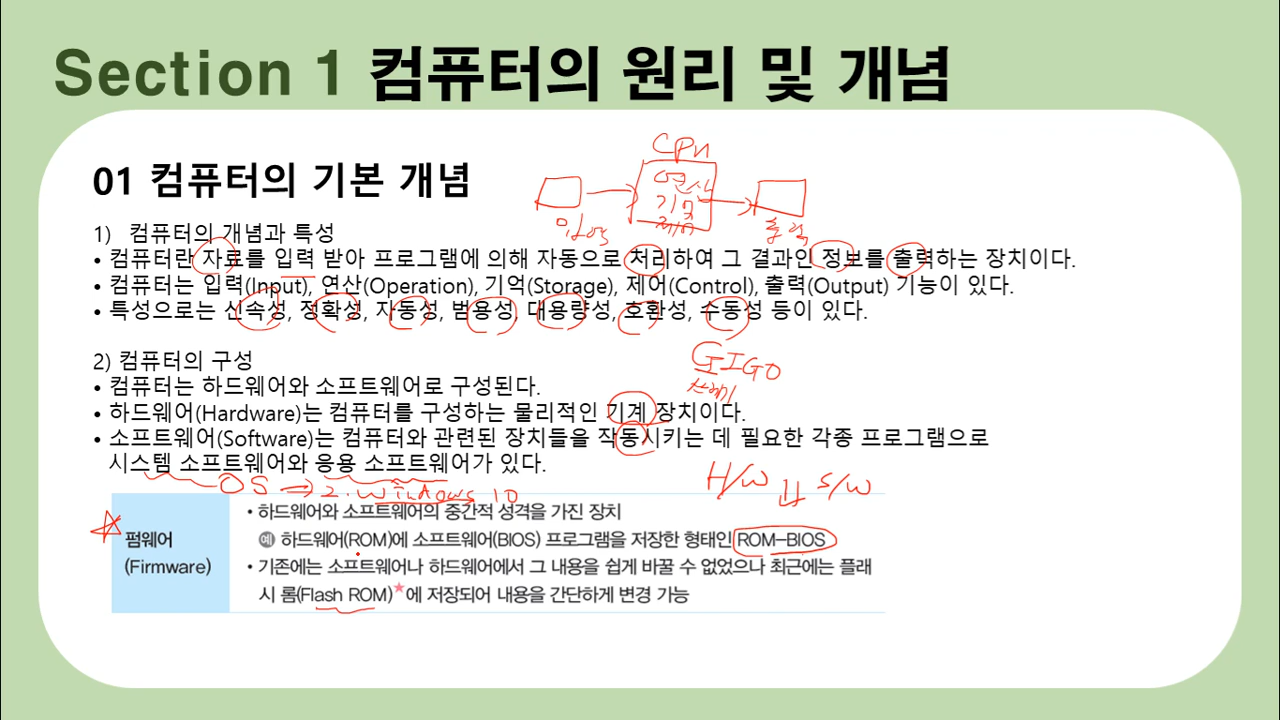 Section 1 컴퓨터의 원리 및 개념
CPU
01 컴퓨터의 기본 개념
연산
기억
제어
입력
출력
1) 컴퓨터의 개념과 특성
• 컴퓨터란 자료를 입력 받아 프로그램에 의해 자동으로 처리하여 그 결과인 정보를 출력하는 장치이다.
• 컴퓨터는 입력(Input), 연산(Operation), 기억(Storage), 제어(Control), 출력(Output) 기능이 있다.
• 특성으로는 신속성, 정확성, 자동성, 범용성, 대용량성, 호환성, 수동성 등이 있다.
GIGO
쓰레기
2) 컴퓨터의 구성
• 컴퓨터는 하드웨어와 소프트웨어로 구성된다.
• 하드웨어(Hardware)는 컴퓨터를 구성하는 물리적인 기계 장치이다.
• 소프트웨어(Software)는 컴퓨터와 관련된 장치들을 작동시키는 데 필요한 각종 프로그램으로
시스템 소프트웨어와 응용 소프트웨어가 있다.
OS → 2. Windows 10
H/W S/W
펌웨어
(Firmware)
• 하드웨어와 소프트웨어의 중간적 성격을 가진 장치
예 하드웨어(ROM)에 소프트웨어(BIOS) 프로그램을 저장한 형태인 ROM-BIOS
• 기존에는 소프트웨어나 하드웨어에서 그 내용을 쉽게 바꿀 수 없었으나 최근에는 플래
시 롬(Flash ROM)★에 저장되어 내용을 간단하게 변경 가능